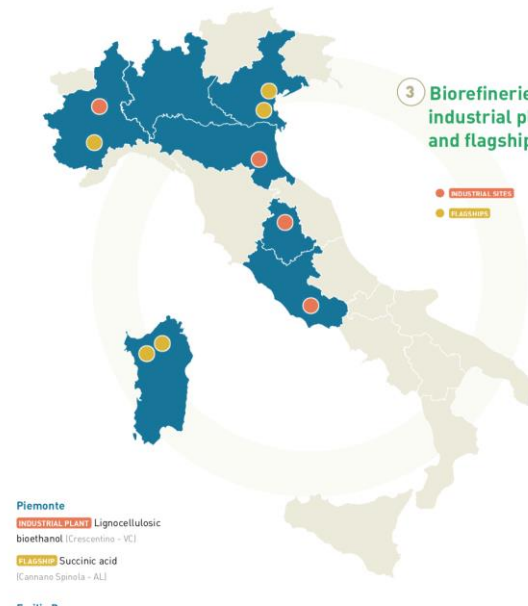 3
Biorefinerie
industrial pl
and flagship
INDUSTRIAL SITES
FLAGSHIPS
Piemonte
INDUSTRIAL PLANT Lignocellulosic
bioethanol (Crescentino - VC)
FLAGSHIP Succinic acid
(Cannano Spinola - AL)